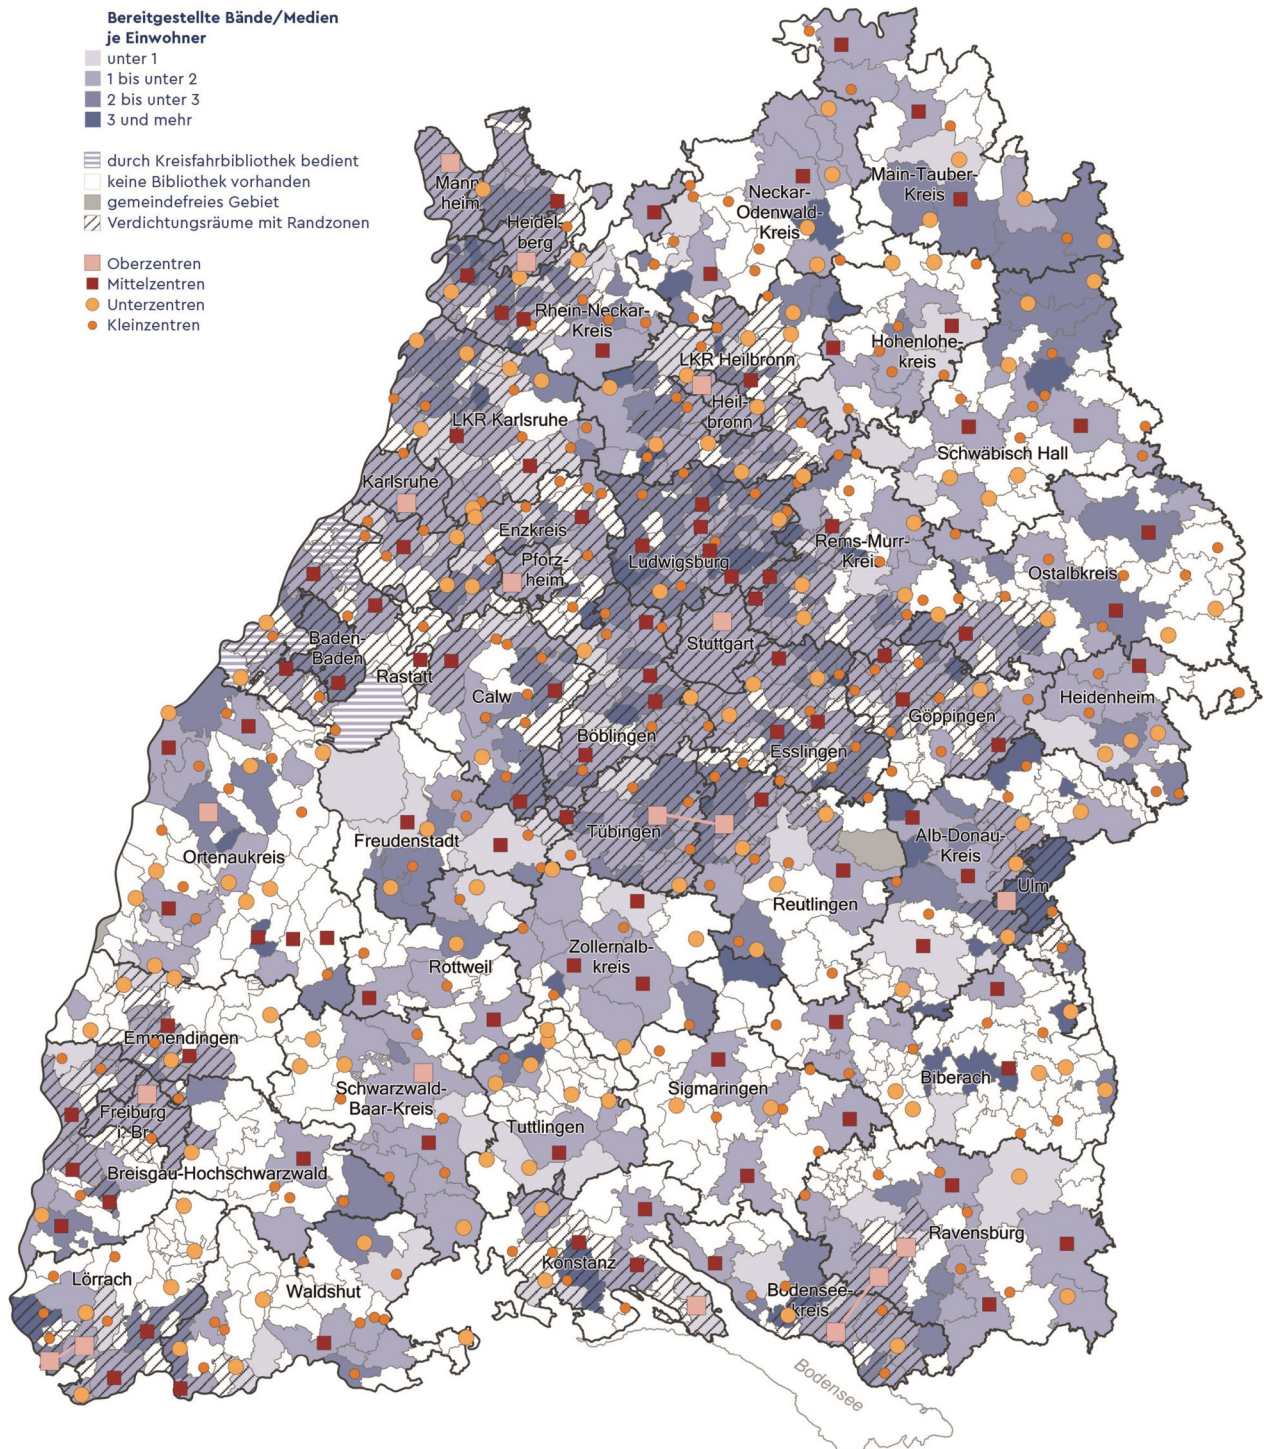 Bereitgestellte Bände/Medien
je Einwohner
unter 1
1 bis unter 2
2 bis unter 3
3 und mehr
durch Kreisfahrbibliothek bedient
keine Bibliothek vorhanden
gemeindefreies Gebiet
Verdichtungsräume mit Randzonen
Oberzentren
Mittelzentren
Unterzentren
Kleinzentren
Mann
heim
Heidel-
berg
Neckar-
Odenwald-
Kreis
Main-Tauber-
Kreis
Rhein-Neckar-
Kreis
LKR Heilbronn
Hohenlohe-
kreis
Heil-
bronn
LKR Karlsruhe
Schwäbisch Hall
Karlsruhe
Enzkreis
Pforz-
heim
Ludwigsburg
Rems-Murr-
Kreis
Ostalbkreis
Baden-
Baden
Rastatt
Stuttgart
Calw
Heidenheim
Göppingen
Böblingen
Esslingen
Tübingen
Freudenstadt
Alb-Donau-
Kreis
Ortenaukreis
Ulm
Reutlingen
Zollernalb-
kreis
Rottweil
Emmendingen
Biberach
Schwarzwald-
Baar-Kreis
Sigmaringen
Freiburg
i. Br.
Tuttlingen
Breisgau-Hochschwarzwald
Ravensburg
Konstanz
Lörrach
Waldshut
Bodensee-
kreis
Bodensee